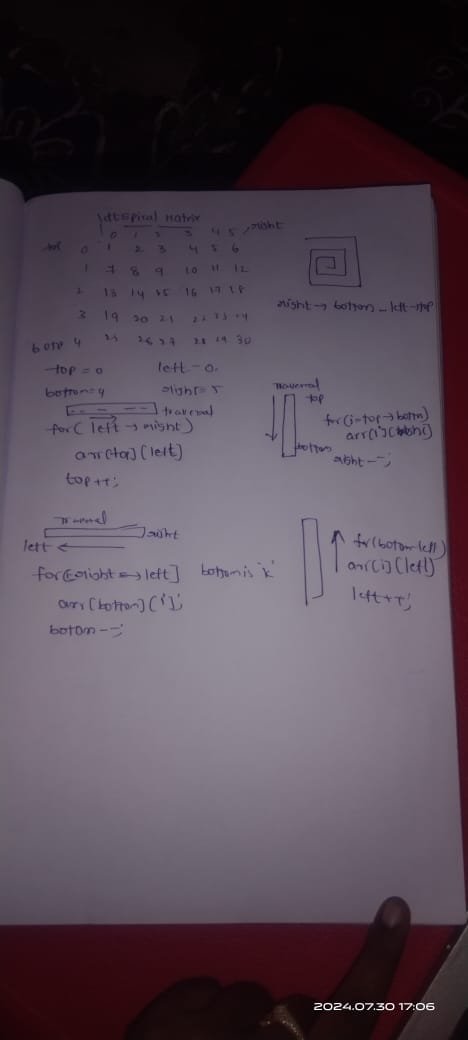 Spiral Matrix
0 1 2 3 4 5 right
top 0 1 2 3 4 5 6
1 7 8 9 10 11 12
2 13 14 15 16 17 18
3 19 20 21 22 23 24
4 25 26 27 28 29 30
right → bottom - left → top
top = 0 left = 0.
bottom = 4 right = 5
traversal
for( left → right)
arr[top][left]
top++;
traversal
top
for(i=top→bottom)
arr[i]
bottom
right--;
left ← right
for right → left] bottom is 'k'
arr[bottom][i];
bottom--;
for(bottom left)
arr[i][left]
left++;
2024.07.30 17:06